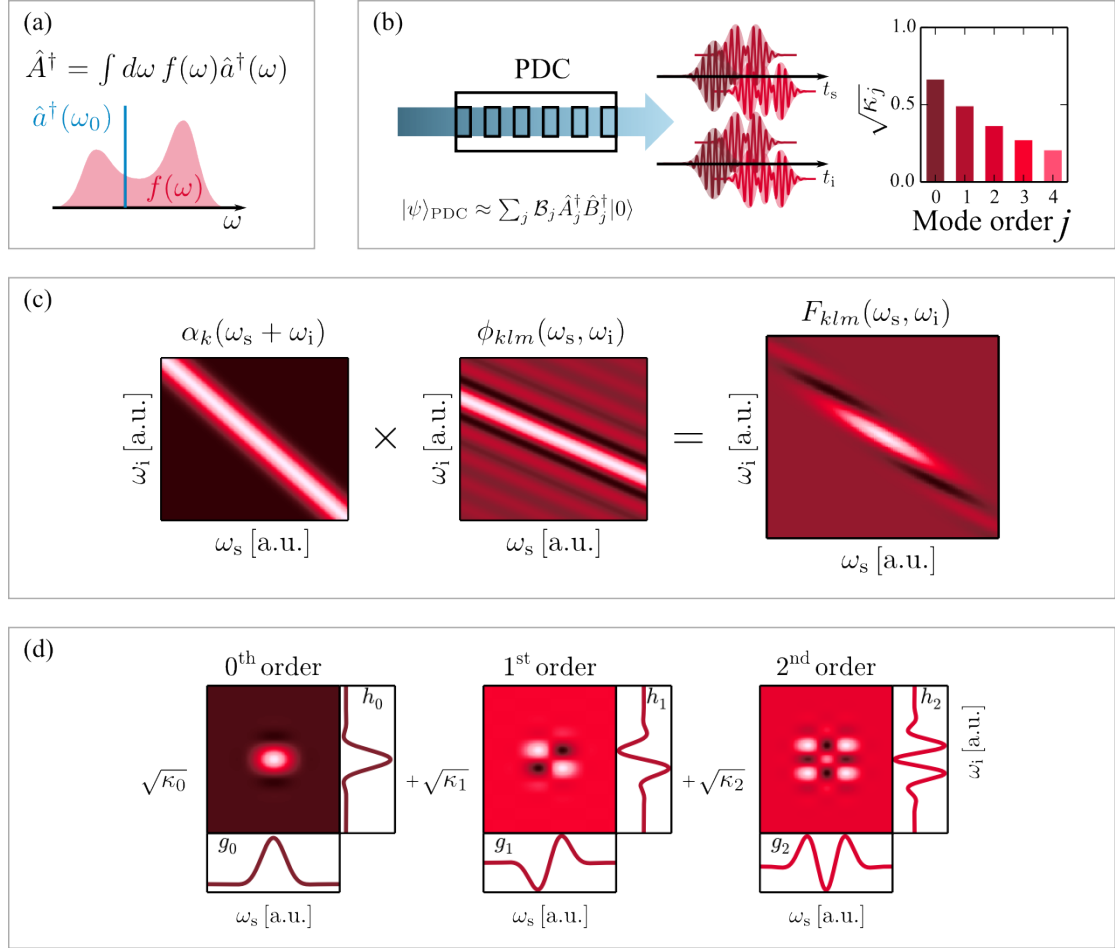 (a)
Â† = ∫ dω f(ω)â†(ω)
â†(ω₀)
f(ω)
ω
(b)
PDC
tₛ
tᵢ
|ψ⟩PDC ≈ ∑ⱼ ℬⱼÂ†ⱼB̂†ⱼ|0⟩
√κⱼ
1.0
0.5
0.0
0 1 2 3 4
Mode order j
(c)
αₖ(ωₛ + ωᵢ)
ωᵢ [a.u.]
ωₛ [a.u.]
×
ϕₖₗₘ(ωₛ, ωᵢ)
ωᵢ [a.u.]
ωₛ [a.u.]
=
Fₖₗₘ(ωₛ, ωᵢ)
ωᵢ [a.u.]
ωₛ [a.u.]
(d)
0th order
√κ₀
h₀
g₀
ωₛ [a.u.]
1st order
+√κ₁
h₁
g₁
ωₛ [a.u.]
2nd order
+√κ₂
h₂
g₂
ωᵢ [a.u.]
ωₛ [a.u.]